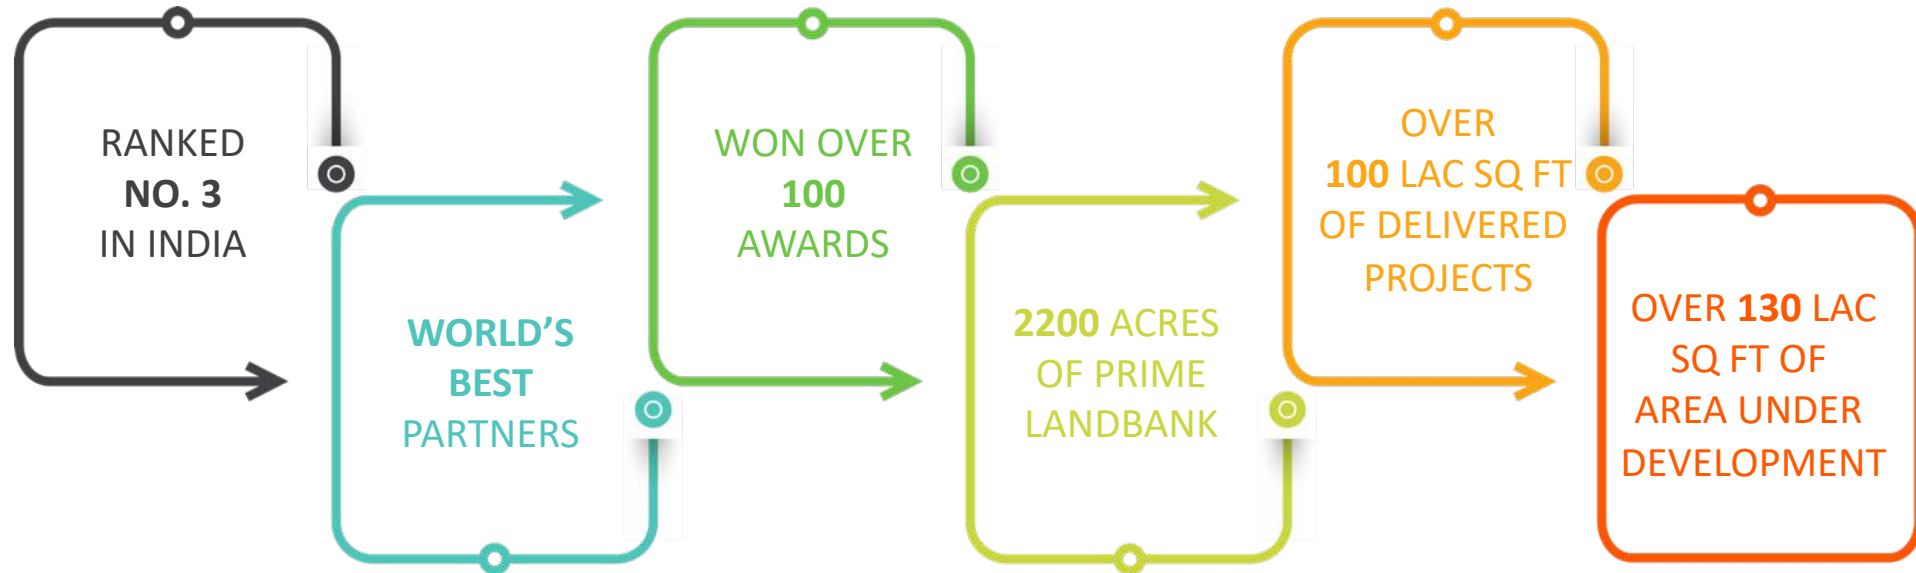 RANKED
NO. 3
IN INDIA
WORLD’S
BEST
PARTNERS
WON OVER
100
AWARDS
2200 ACRES
OF PRIME
LANDBANK
OVER
100 LAC SQ FT
OF DELIVERED
PROJECTS
OVER 130 LAC
SQ FT OF
AREA UNDER
DEVELOPMENT